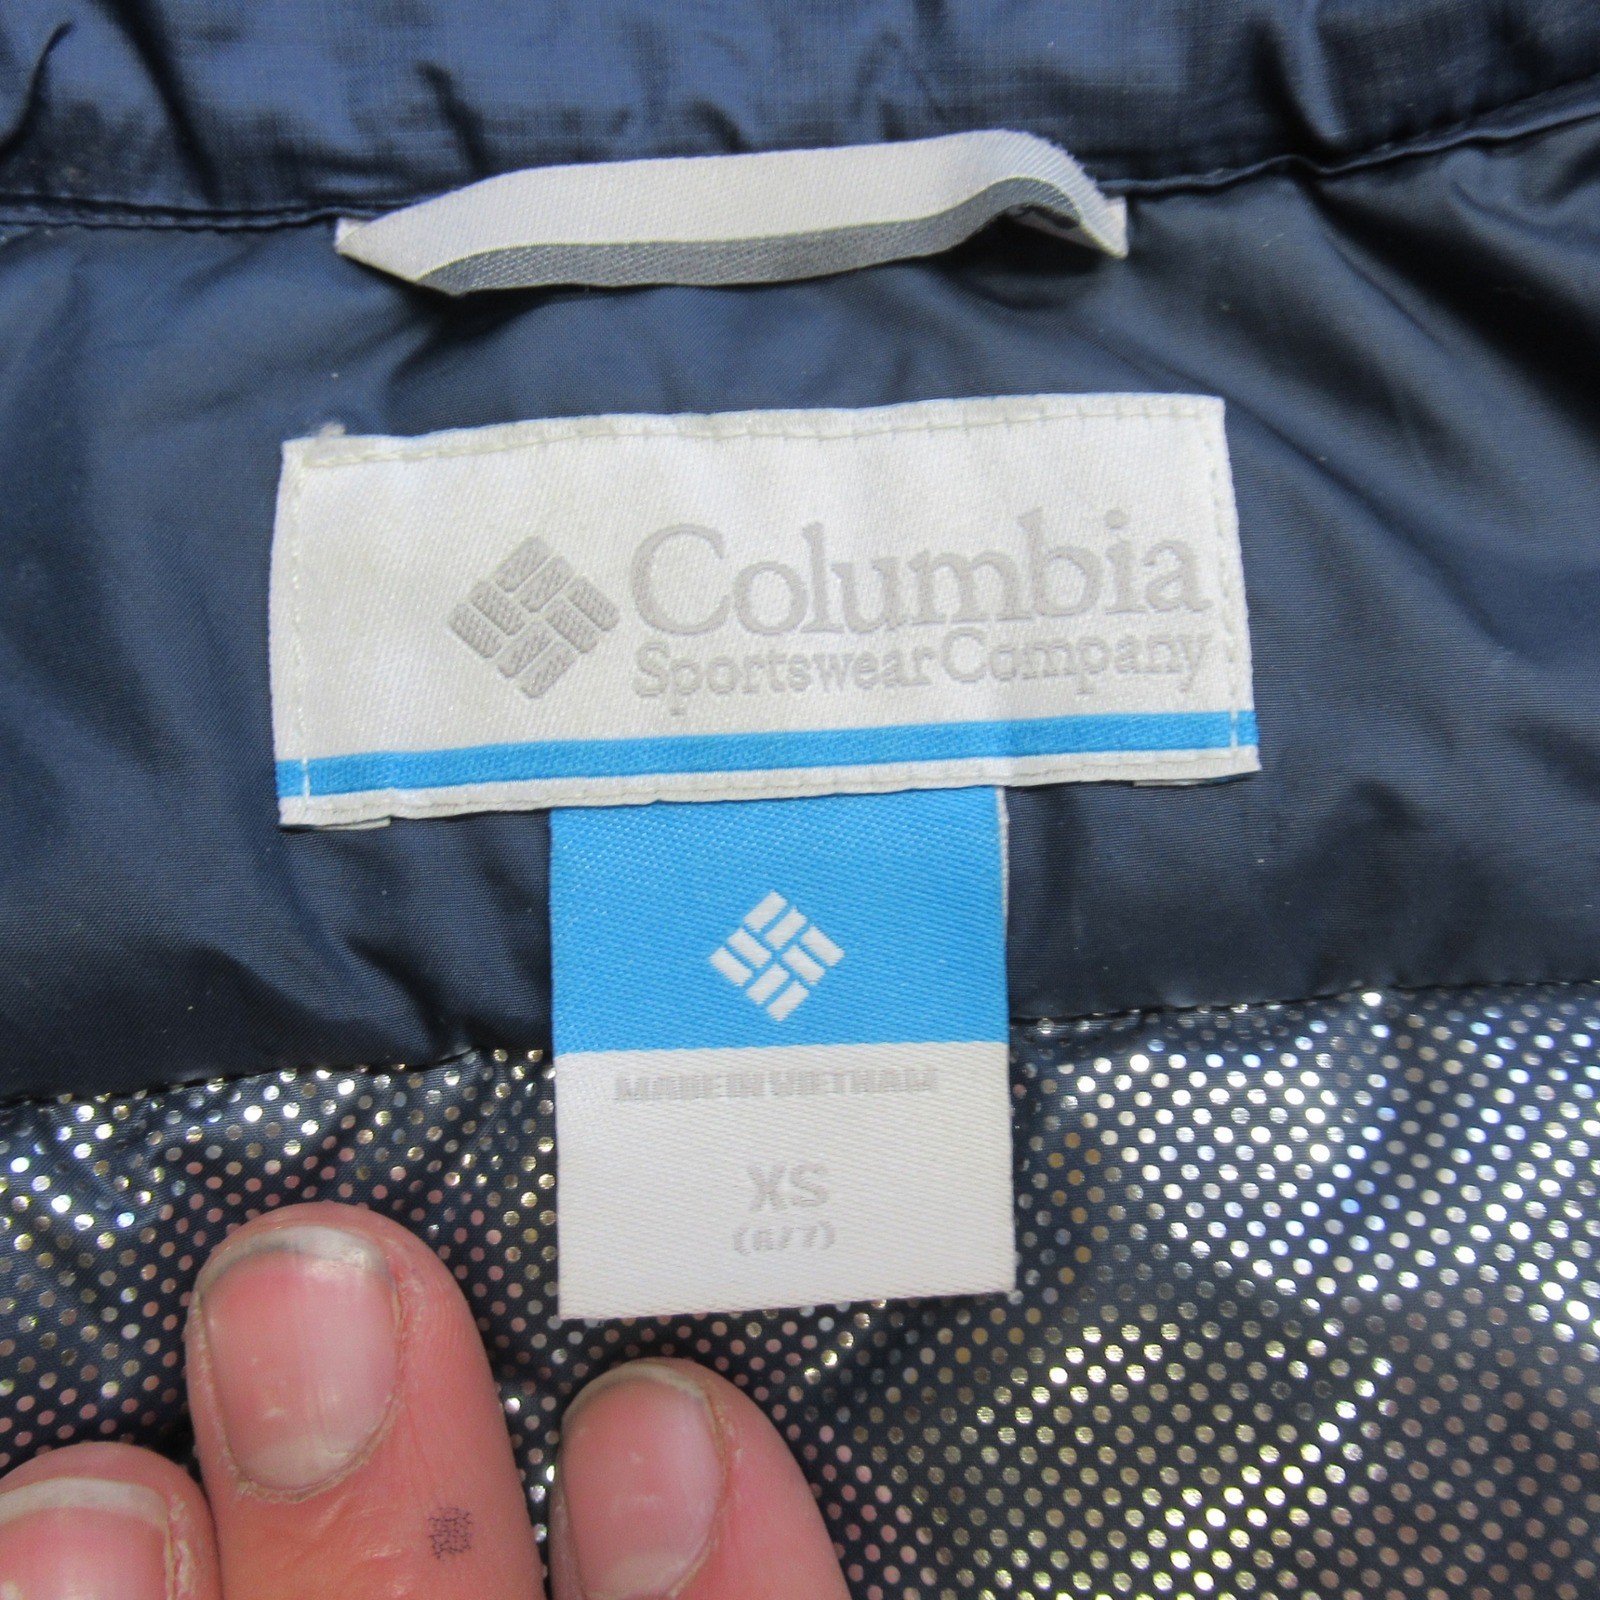 Columbia
Sportswear Company
MADE IN VIETNAM
XS
(6/7)